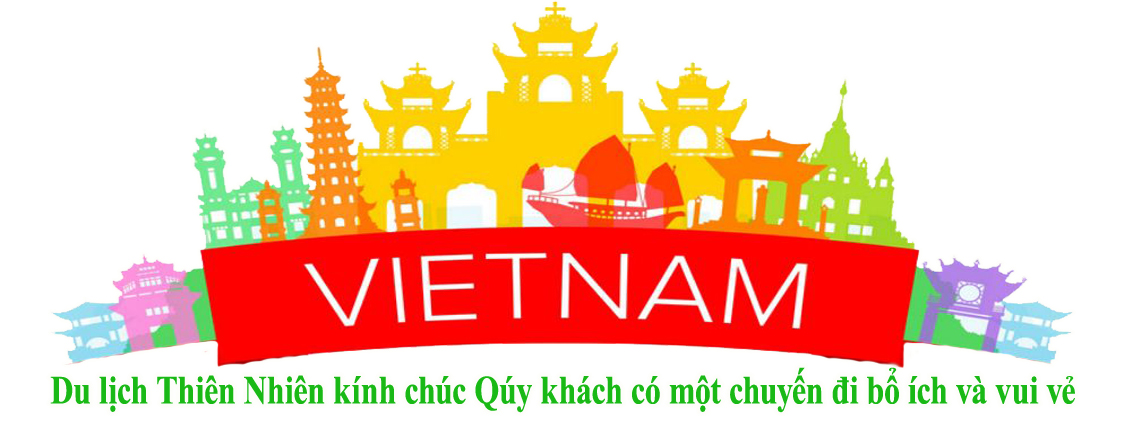 VIETNAM
Du lịch Thiên Nhiên kính chúc Qúy khách có một chuyến đi bổ ích và vui vẻ